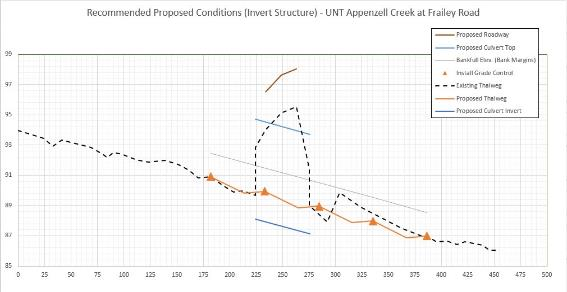 Recommended Proposed Conditions (Invert Structure) - UNT Appenzell Creek at Frailey Road
Proposed Roadway
Proposed Culvert Top
Bankfull Elev. (Bank Margins)
Install Grade Control
Existing Thalweg
Proposed Thalweg
Proposed Culvert Invert
99
97
95
93
91
89
87
85
0 25 50 75 100 125 150 175 200 225 250 275 300 325 350 375 400 425 450 475 500